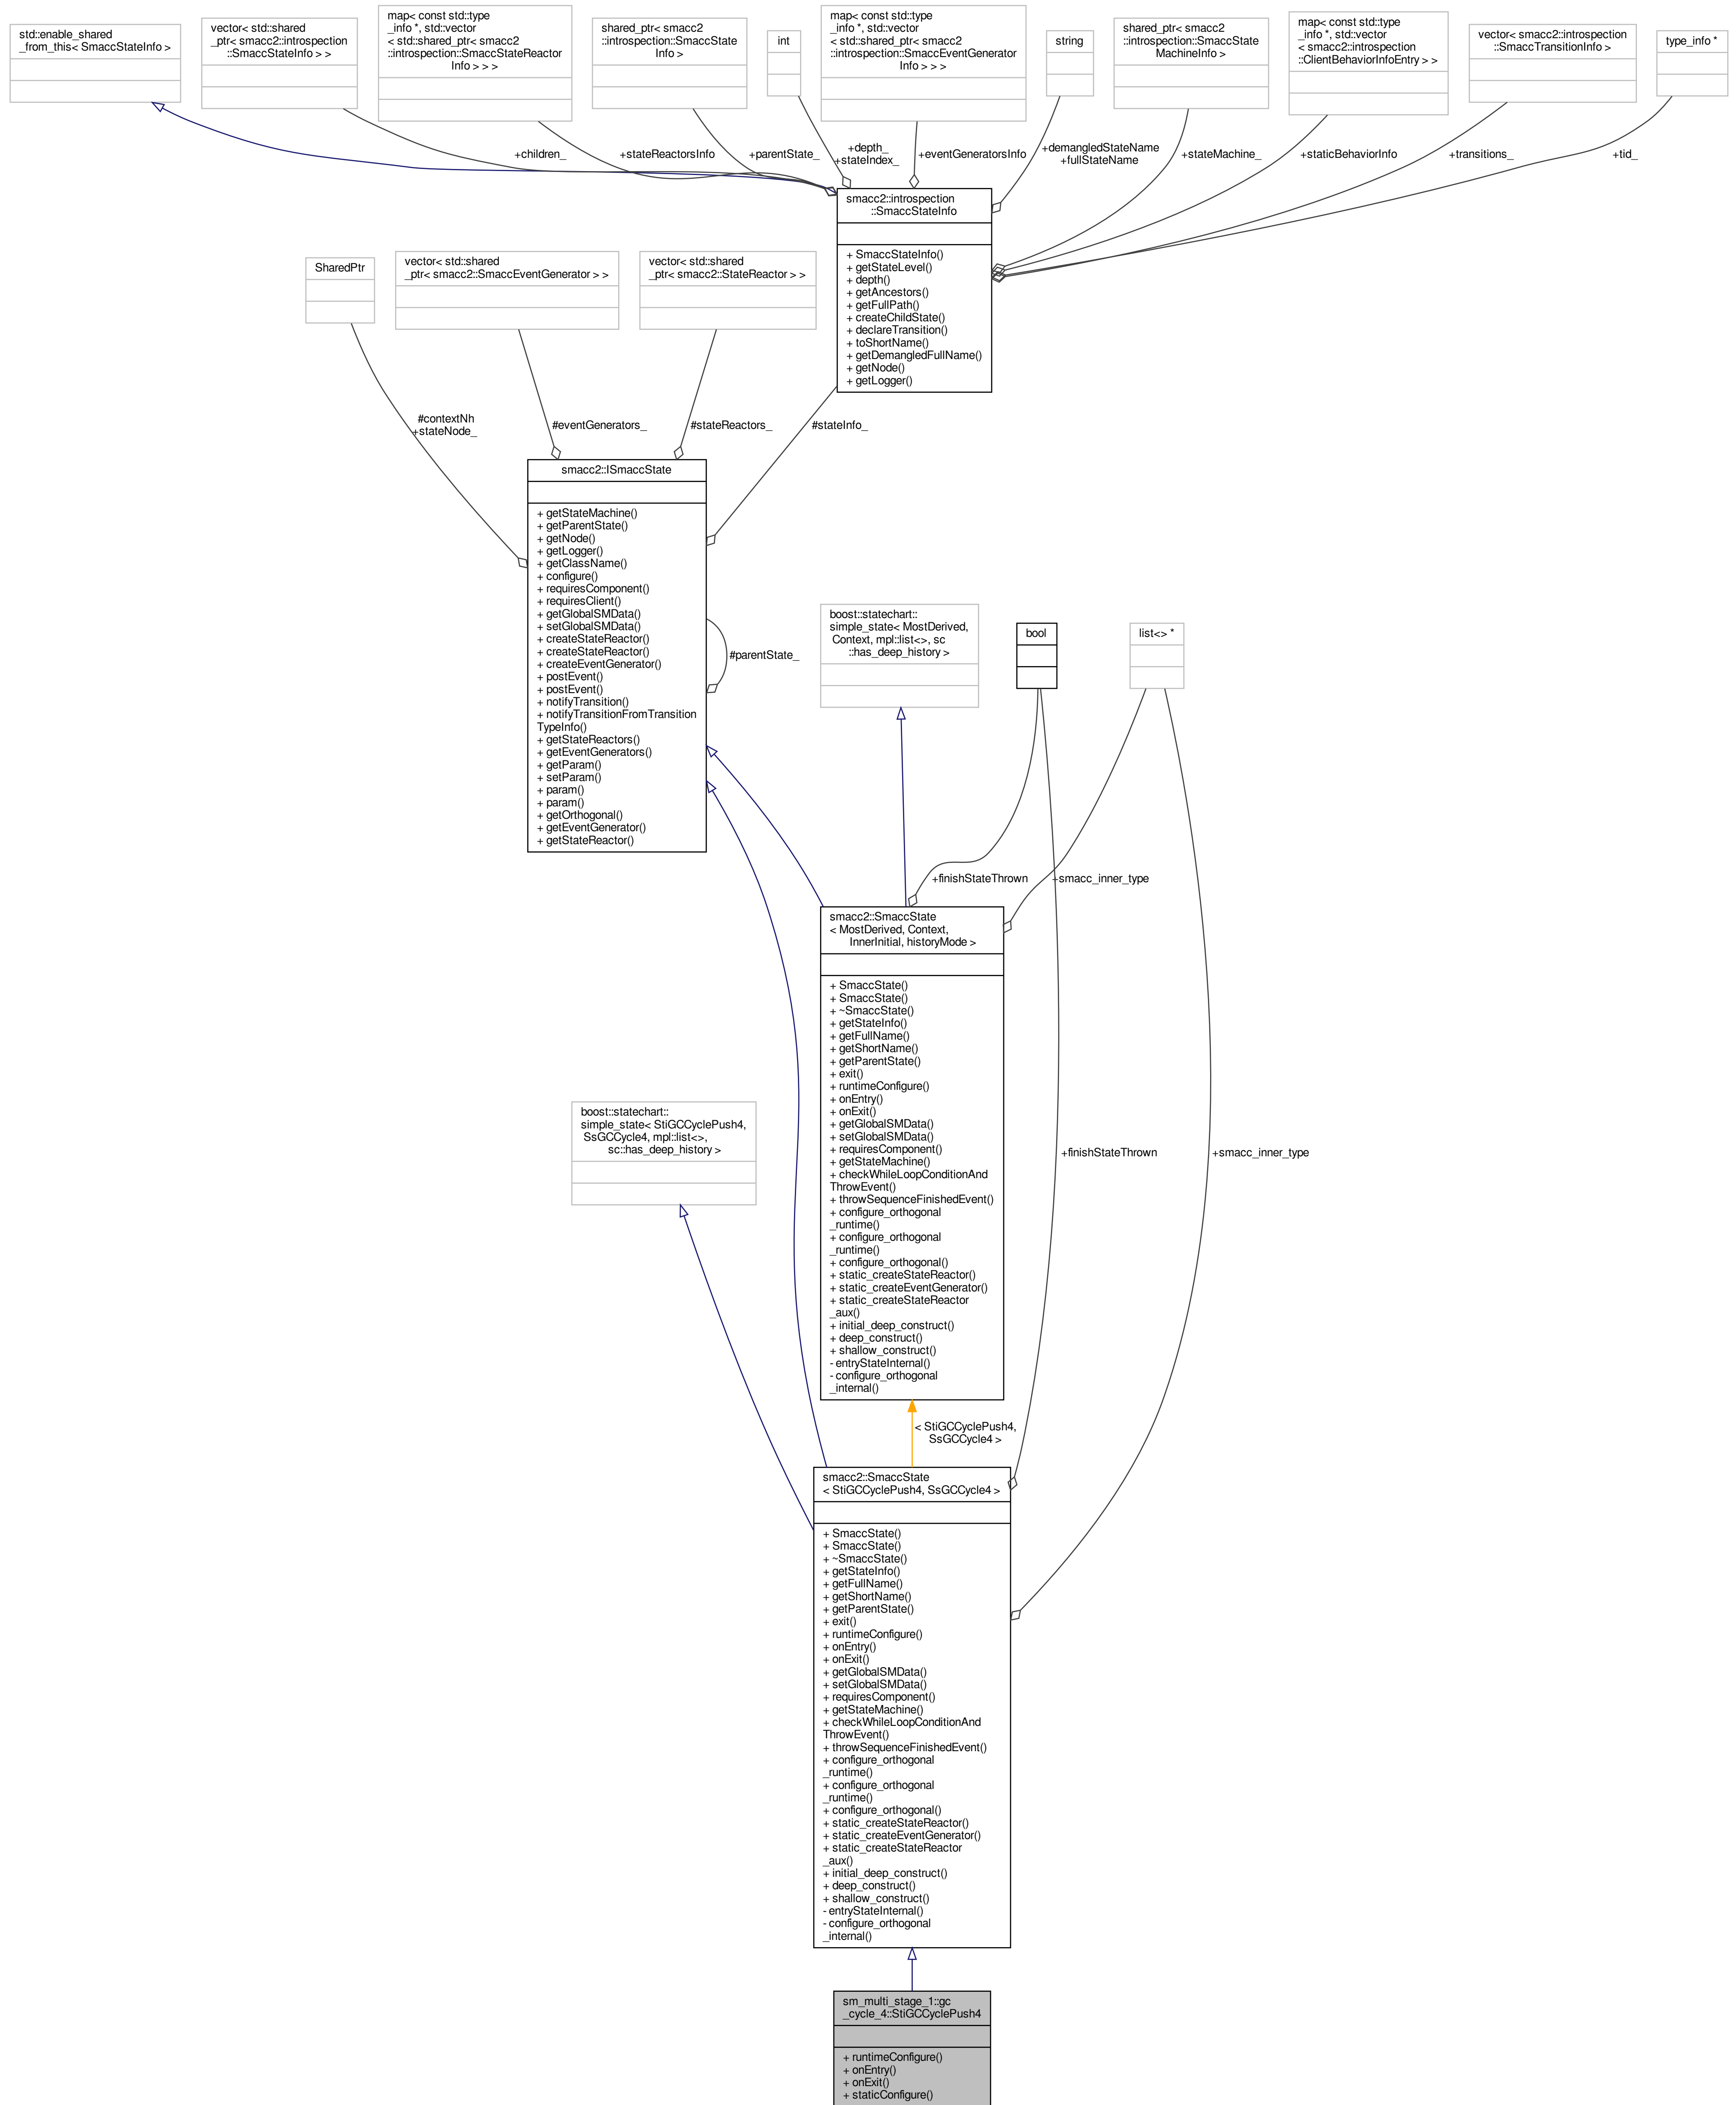 std::enable_shared
_from_this< SmaccStateInfo >
vector< std::shared
_ptr< smacc2::introspection
::SmaccStateInfo > >
map< const std::type
_info *, std::vector
< std::shared_ptr< smacc2
::introspection::SmaccStateReactor
Info > > >
shared_ptr< smacc2
::introspection::SmaccState
Info >
int
map< const std::type
_info *, std::vector
< std::shared_ptr< smacc2
::introspection::SmaccEventGenerator
Info > > >
string
shared_ptr< smacc2
::introspection::SmaccState
MachineInfo >
map< const std::type
_info *, std::vector
< smacc2::introspection
::ClientBehaviorInfoEntry > >
vector< smacc2::introspection
::SmaccTransitionInfo >
type_info *
+children_
+stateReactorsInfo
+parentState_
+depth_
+stateIndex_
+eventGeneratorsInfo
+demangledStateName
+fullStateName
+stateMachine_
+staticBehaviorInfo
+transitions_
+tid_
smacc2::introspection
::SmaccStateInfo
+ SmaccStateInfo()
+ getStateLevel()
+ depth()
+ getAncestors()
+ getFullPath()
+ createChildState()
+ declareTransition()
+ toShortName()
+ getDemangledFullName()
+ getNode()
+ getLogger()
SharedPtr
vector< std::shared
_ptr< smacc2::SmaccEventGenerator > >
vector< std::shared
_ptr< smacc2::StateReactor > >
#contextNh
+stateNode_
#eventGenerators_
#stateReactors_
#stateInfo_
smacc2::ISmaccState
+ getStateMachine()
+ getParentState()
+ getNode()
+ getLogger()
+ getClassName()
+ configure()
+ requiresComponent()
+ requiresClient()
+ getGlobalSMData()
+ setGlobalSMData()
+ createStateReactor()
+ createStateReactor()
+ createEventGenerator()
+ postEvent()
+ postEvent()
+ notifyTransition()
+ notifyTransitionFromTransition
TypeInfo()
+ getStateReactors()
+ getEventGenerators()
+ getParam()
+ setParam()
+ param()
+ param()
+ getOrthogonal()
+ getEventGenerator()
+ getStateReactor()
#parentState_
boost::statechart::
simple_state< MostDerived,
Context, mpl::list<>, sc
::has_deep_history >
bool
list<> *
+finishStateThrown
+smacc_inner_type
smacc2::SmaccState
< MostDerived, Context,
InnerInitial, historyMode >
+ SmaccState()
+ SmaccState()
+ ~SmaccState()
+ getStateInfo()
+ getFullName()
+ getShortName()
+ getParentState()
+ exit()
+ runtimeConfigure()
+ onEntry()
+ onExit()
+ getGlobalSMData()
+ setGlobalSMData()
+ requiresComponent()
+ getStateMachine()
+ checkWhileLoopConditionAnd
ThrowEvent()
+ throwSequenceFinishedEvent()
+ configure_orthogonal
_runtime()
+ configure_orthogonal
_runtime()
+ configure_orthogonal()
+ static_createStateReactor()
+ static_createEventGenerator()
+ static_createStateReactor
_aux()
+ initial_deep_construct()
+ deep_construct()
+ shallow_construct()
- entryStateInternal()
- configure_orthogonal
_internal()
boost::statechart::
simple_state< StiGCCyclePush4,
SsGCCycle4, mpl::list<>,
sc::has_deep_history >
+finishStateThrown
+smacc_inner_type
< StiGCCyclePush4,
SsGCCycle4 >
smacc2::SmaccState
< StiGCCyclePush4, SsGCCycle4 >
+ SmaccState()
+ SmaccState()
+ ~SmaccState()
+ getStateInfo()
+ getFullName()
+ getShortName()
+ getParentState()
+ exit()
+ runtimeConfigure()
+ onEntry()
+ onExit()
+ getGlobalSMData()
+ setGlobalSMData()
+ requiresComponent()
+ getStateMachine()
+ checkWhileLoopConditionAnd
ThrowEvent()
+ throwSequenceFinishedEvent()
+ configure_orthogonal
_runtime()
+ configure_orthogonal
_runtime()
+ configure_orthogonal()
+ static_createStateReactor()
+ static_createEventGenerator()
+ static_createStateReactor
_aux()
+ initial_deep_construct()
+ deep_construct()
+ shallow_construct()
- entryStateInternal()
- configure_orthogonal
_internal()
sm_multi_stage_1::gc
_cycle_4::StiGCCyclePush4
+ runtimeConfigure()
+ onEntry()
+ onExit()
+ staticConfigure()